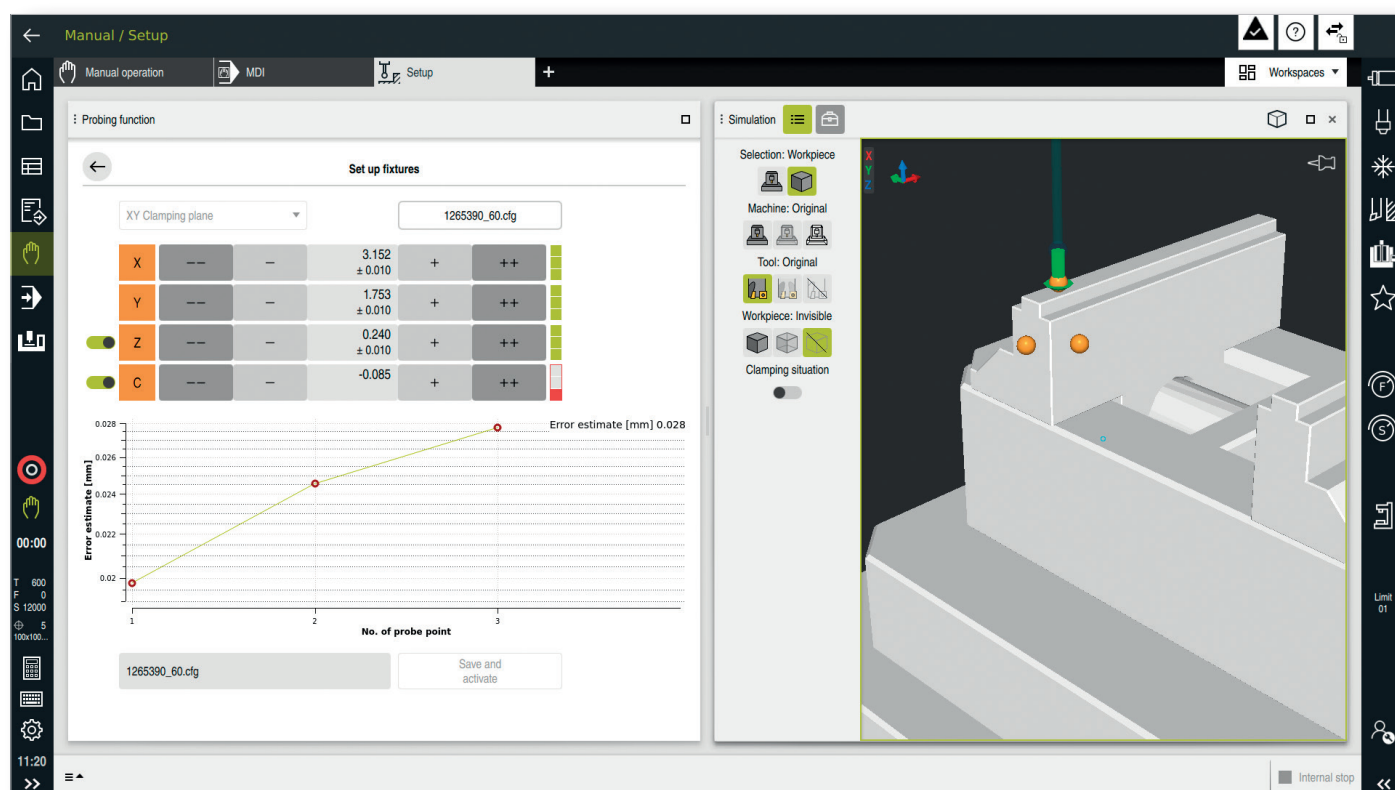 Manual / Setup
Manual operation
MDI
Setup
+
Workspaces
Probing function
Set up fixtures
XY Clamping plane
1265390_60.cfg
X -- - 3.152 + ++
± 0.010
Y -- - 1.753 + ++
± 0.010
Z -- - 0.240 + ++
± 0.010
C -- - -0.085 + ++
Error estimate [mm] 0.028
Error estimate [mm]
0.028
0.026
0.024
0.022
0.02
1 2 3
No. of probe point
1265390_60.cfg
Save and
activate
Simulation
Selection: Workpiece
Machine: Original
Tool: Original
Workpiece: Invisible
Clamping situation
X
Y
Z
00:00
T 600
F 0
S 12000
5
100x100...
11:20
F
S
Limit
01
Internal stop